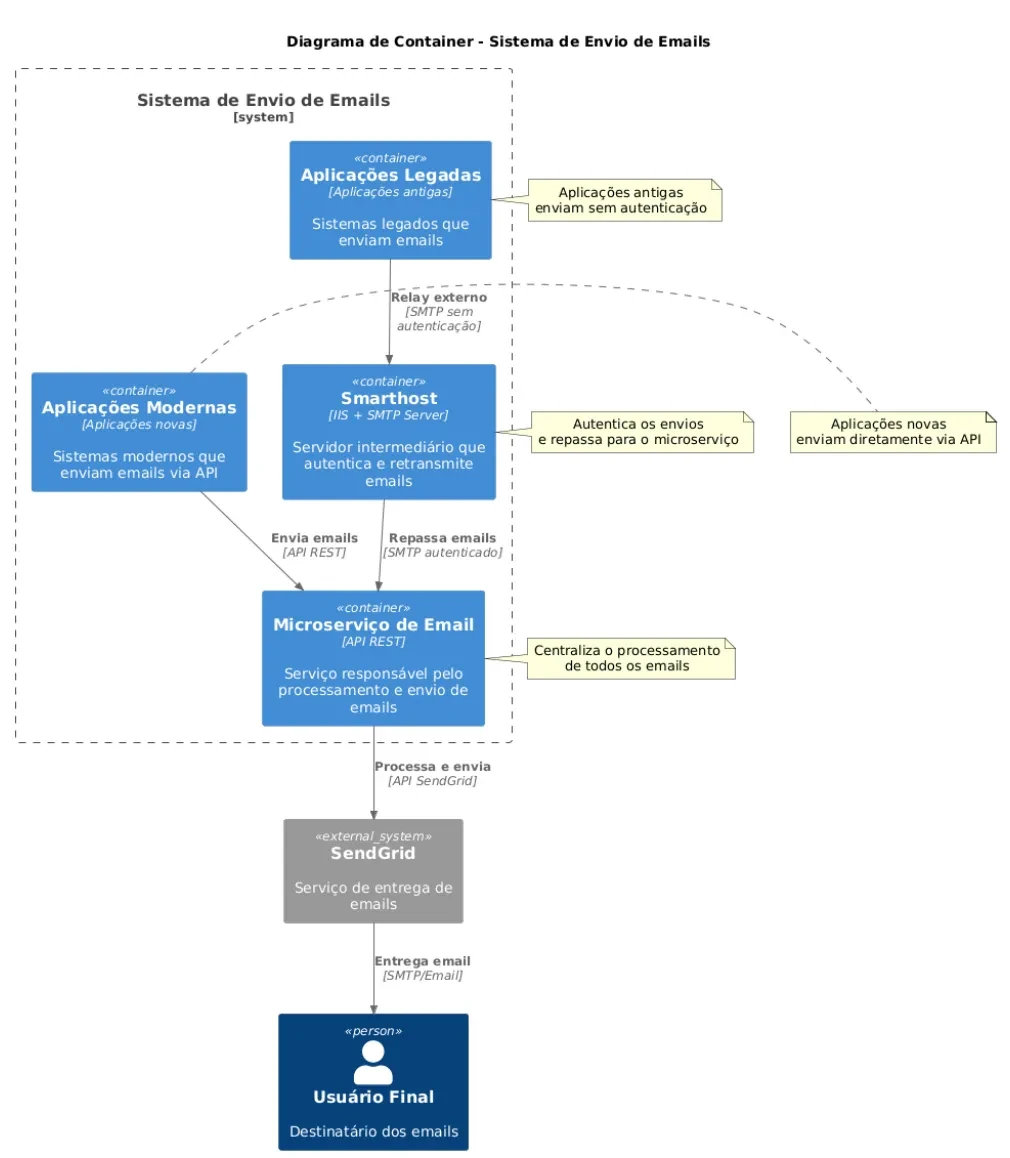 Diagrama de Container - Sistema de Envio de Emails
Sistema de Envio de Emails
[system]
«container»
Aplicações Legadas
[Aplicações antigas]
Sistemas legados que
enviam emails
Aplicações antigas
enviam sem autenticação
Relay externo
[SMTP sem
autenticação]
«container»
Aplicações Modernas
[Aplicações novas]
Sistemas modernos que
enviam emails via API
«container»
Smarthost
[IIS + SMTP Server]
Servidor intermediário que
autentica e retransmite
emails
Autentica os envios
e repassa para o microserviço
Aplicações novas
enviam diretamente via API
Envia emails
[API REST]
Repassa emails
[SMTP autenticado]
«container»
Microserviço de Email
[API REST]
Serviço responsável pelo
processamento e envio de
emails
Centraliza o processamento
de todos os emails
Processa e envia
[API SendGrid]
«external_system»
SendGrid
Serviço de entrega de
emails
Entrega email
[SMTP/Email]
«person»
Usuário Final
Destinatário dos emails